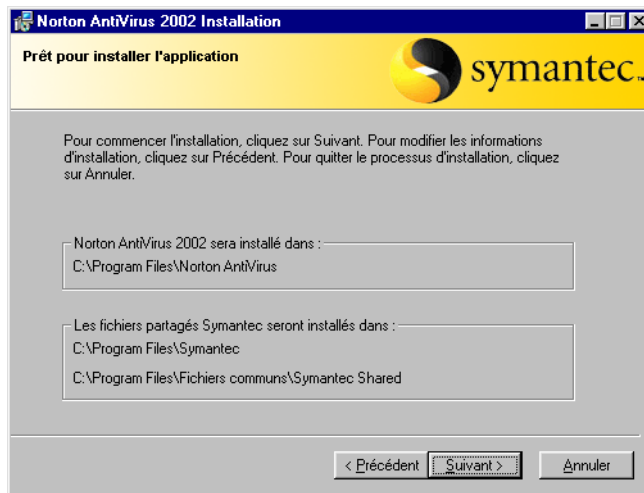 Norton AntiVirus 2002 Installation
Prêt pour installer l'application
symantec.
Pour commencer l'installation, cliquez sur Suivant. Pour modifier les informations
d'installation, cliquez sur Précédent. Pour quitter le processus d'installation, cliquez
sur Annuler.
Norton AntiVirus 2002 sera installé dans :
C:\Program Files\Norton AntiVirus
Les fichiers partagés Symantec seront installés dans :
C:\Program Files\Symantec
C:\Program Files\Fichiers communs\Symantec Shared
< Précédent Suivant > Annuler